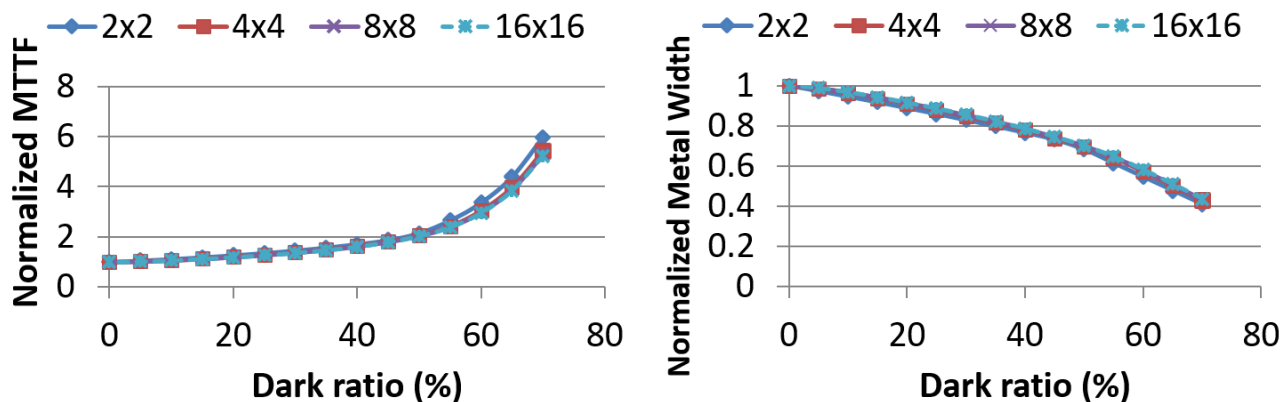 2x2 4x4 8x8 16x16
Normalized MTTF
8
6
4
2
0
0 20 40 60 80
Dark ratio (%)
2x2 4x4 8x8 16x16
Normalized Metal Width
1
0.8
0.6
0.4
0.2
0
0 20 40 60 80
Dark ratio (%)